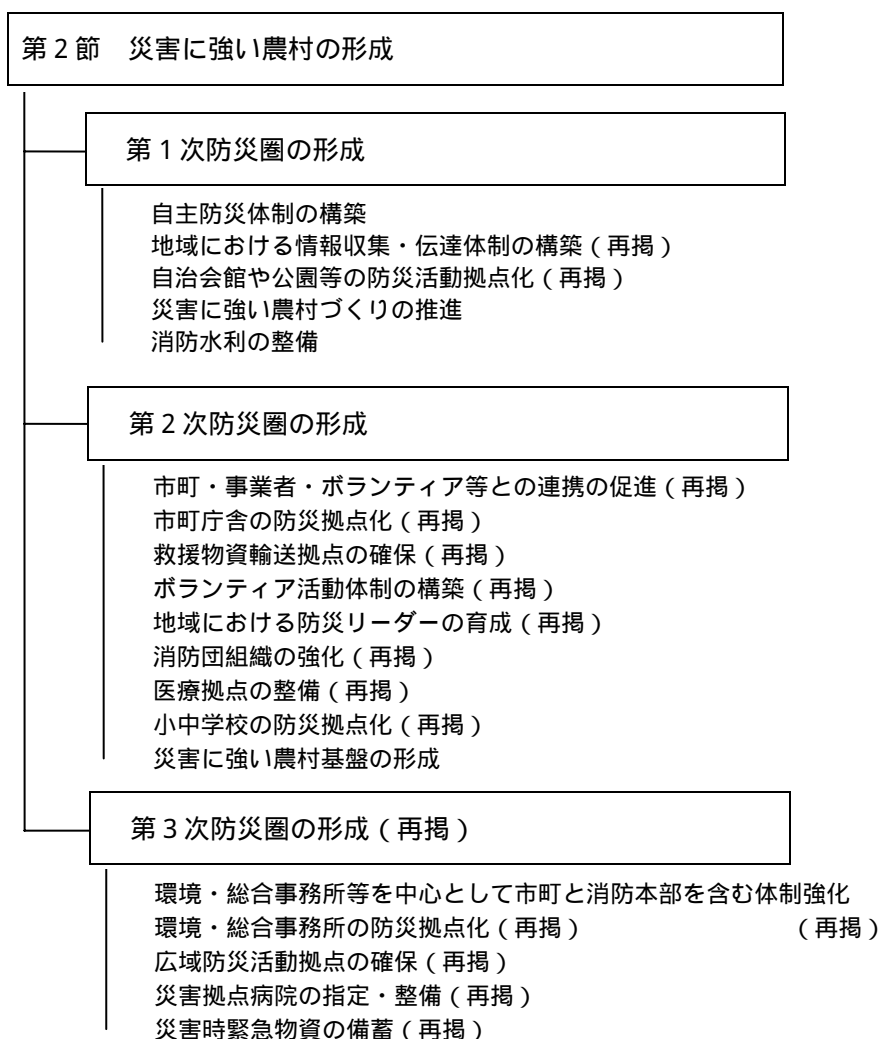 第2節　災害に強い農村の形成
第1次防災圏の形成
自主防災体制の構築
地域における情報収集・伝達体制の構築(再掲)
自治会館や公園等の防災活動拠点化(再掲)
災害に強い農村づくりの推進
消防水利の整備
第2次防災圏の形成
市町・事業者・ボランティア等との連携の促進(再掲)
市町庁舎の防災拠点化(再掲)
救援物資輸送拠点の確保(再掲)
ボランティア活動体制の構築(再掲)
地域における防災リーダーの育成(再掲)
消防団組織の強化(再掲)
医療拠点の整備(再掲)
小中学校の防災拠点化(再掲)
災害に強い農村基盤の形成
第3次防災圏の形成(再掲)
環境・総合事務所等を中心として市町と消防本部を含む体制強化
環境・総合事務所の防災拠点化(再掲)　(再掲)
広域防災活動拠点の確保(再掲)
災害拠点病院の指定・整備(再掲)
災害時緊急物資の備蓄(再掲)